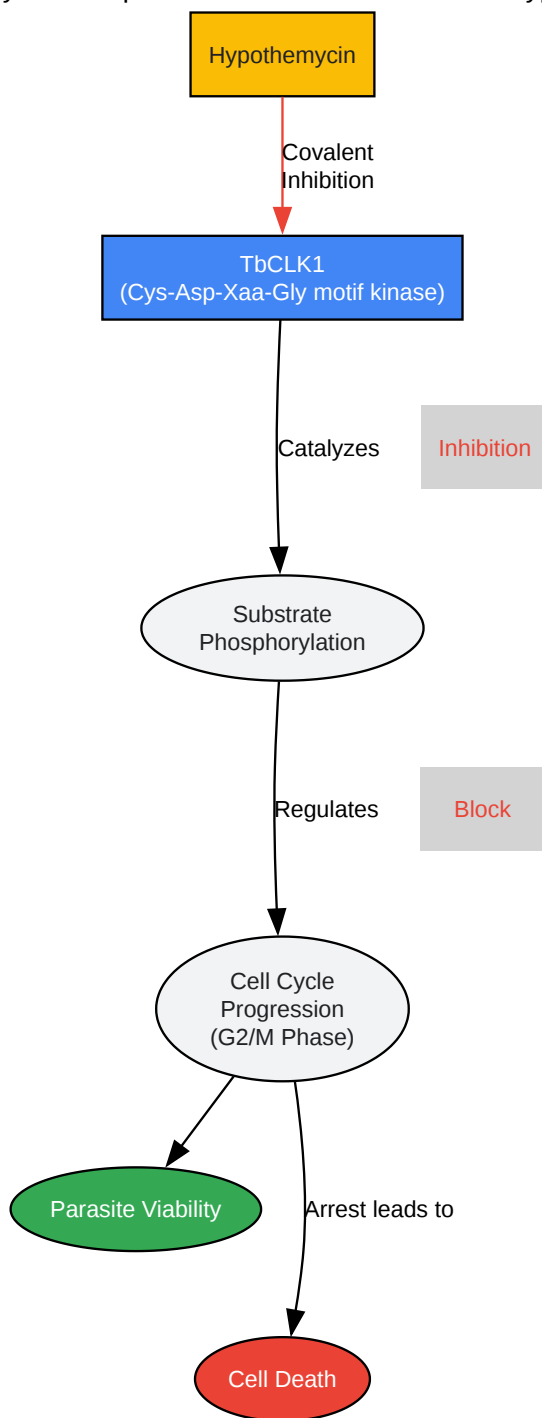 Hypothemycin
Covalent
Inhibition
TbCLK1
(Cys-Asp-Xaa-Gly motif kinase)
Catalyzes
Inhibition
Substrate
Phosphorylation
Regulates
Block
Cell Cycle
Progression
(G2/M Phase)
Parasite Viability
Arrest leads to
Cell Death